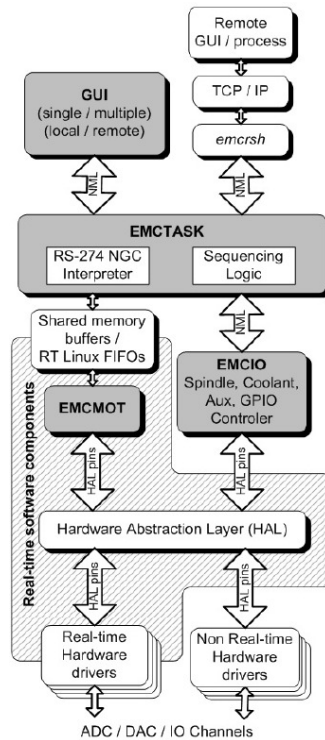 Remote
GUI / process
TCP / IP
emcrsh
GUI
(single / multiple)
(local / remote)
NML
NML
EMCTASK
RS-274 NGC
Interpreter
Sequencing
Logic
Shared memory
buffers /
RT Linux FIFOs
NML
EMCMOT
EMCIO
Spindle, Coolant,
Aux, GPIO
Controler
HAL pins
HAL pins
Hardware Abstraction Layer (HAL)
Real-time software components
HAL pins
HAL pins
Real-time
Hardware
drivers
Non Real-time
Hardware
drivers
ADC / DAC / IO Channels